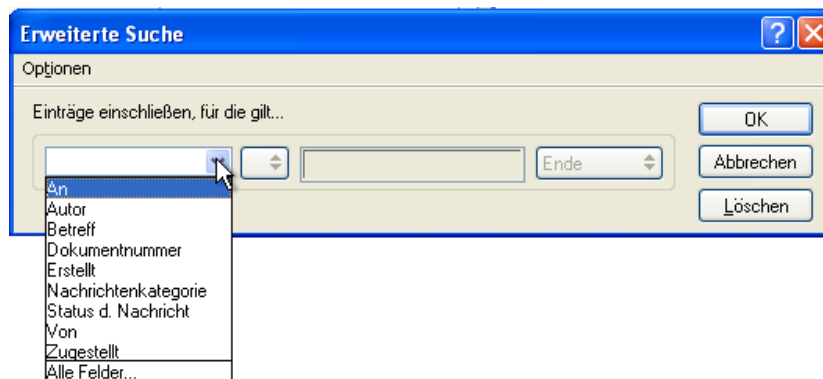 Erweiterte Suche
Optionen
Einträge einschließen, für die gilt...
OK
Ende
Abbrechen
Löschen
An
Autor
Betreff
Dokumentnummer
Erstellt
Nachrichtenkategorie
Status d. Nachricht
Von
Zugestellt
Alle Felder...